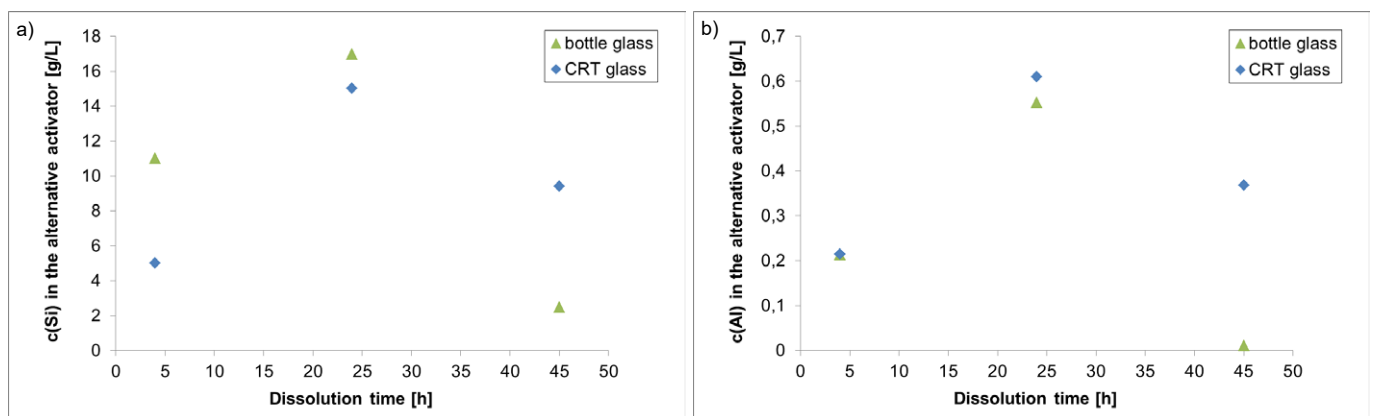 a)
c(Si) in the alternative activator [g/L]
18
16
14
12
10
8
6
4
2
0
0 5 10 15 20 25 30 35 40 45 50
Dissolution time [h]
bottle glass
CRT glass
b)
c(Al) in the alternative activator [g/L]
0,7
0,6
0,5
0,4
0,3
0,2
0,1
0
0 5 10 15 20 25 30 35 40 45 50
Dissolution time [h]
bottle glass
CRT glass